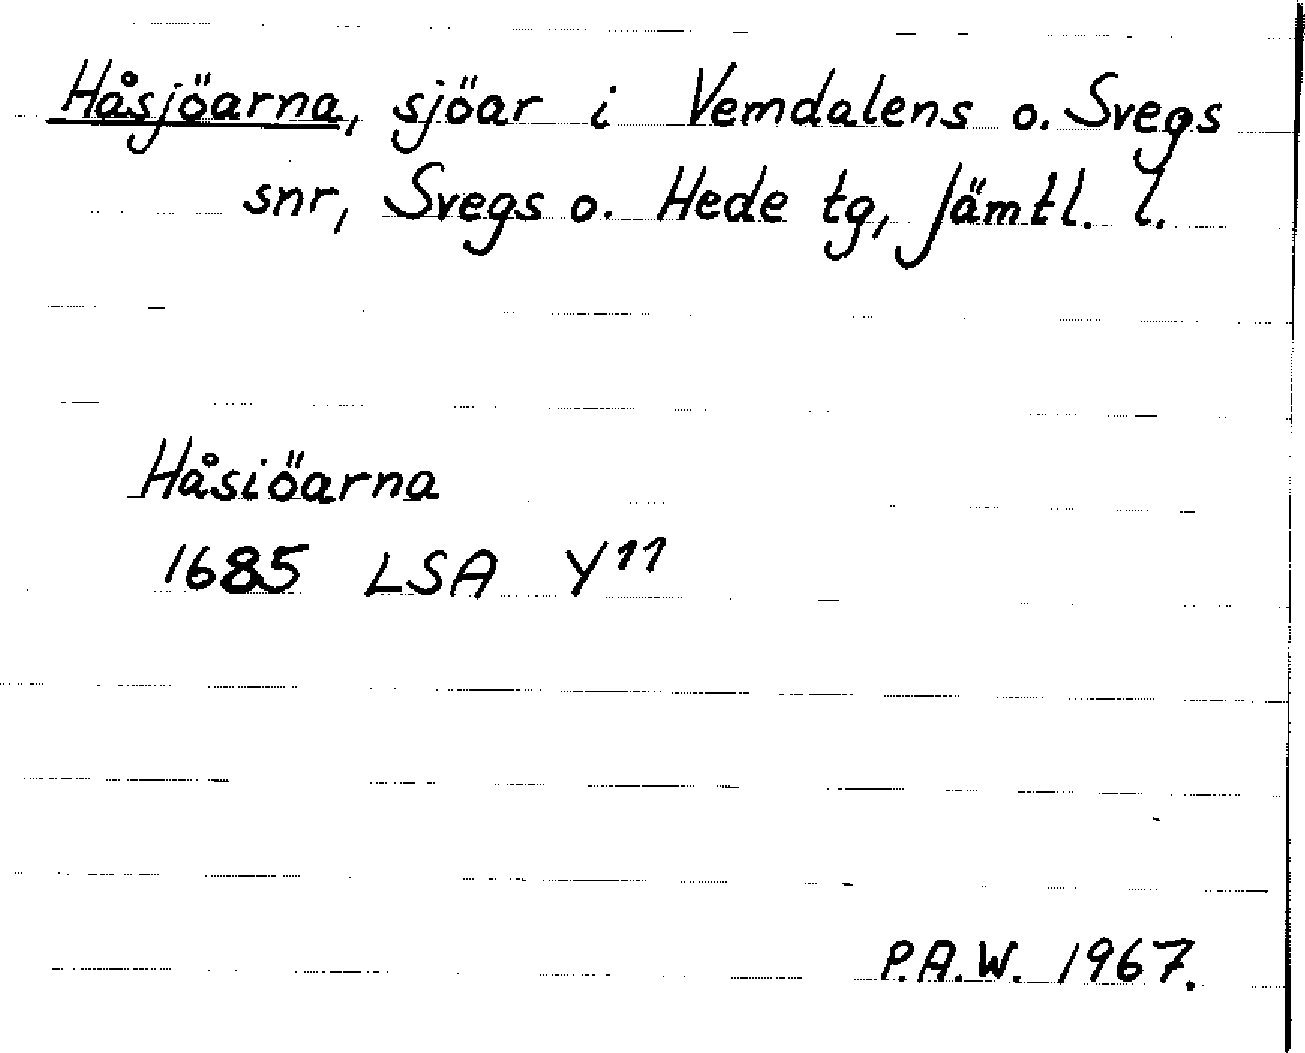 Håsjöarna, sjöar i Vemdalens o. Svegs
snr, Svegs o. Hede tg, Jämtl. l.
Håsiöarna
1685 LSA Y11
P.A.W. 1967.